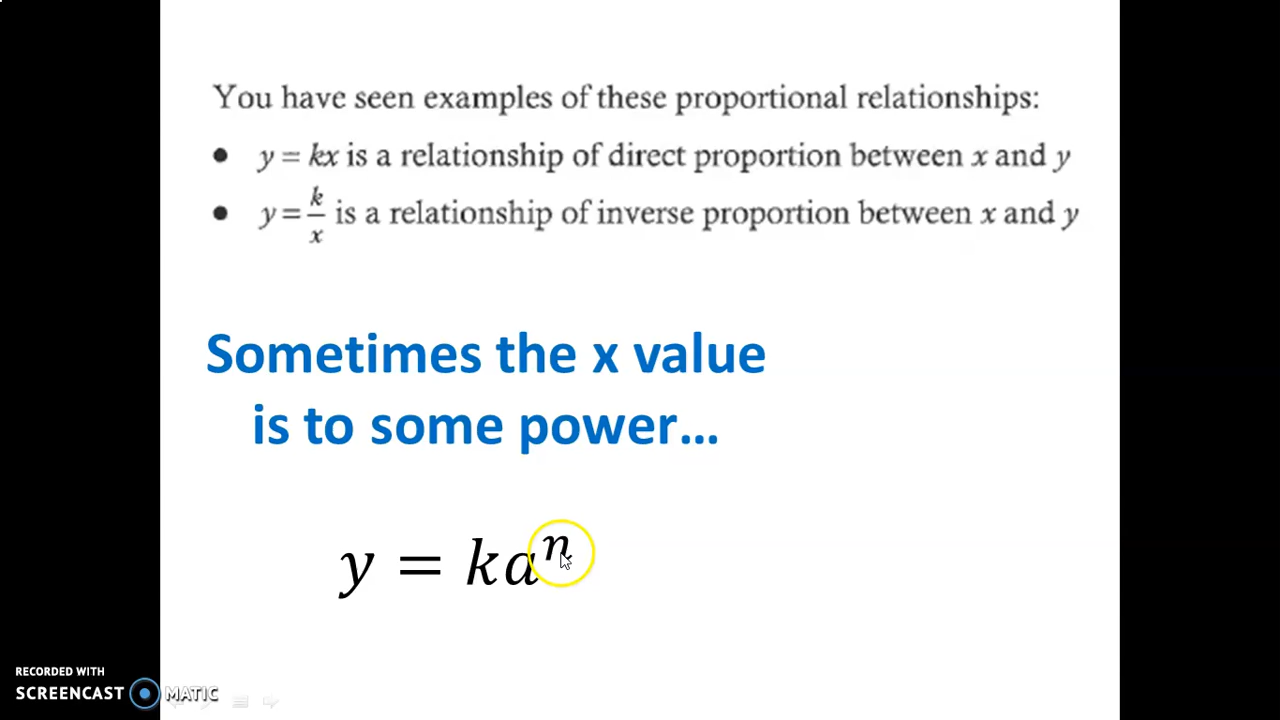 You have seen examples of these proportional relationships:
• y = kx is a relationship of direct proportion between x and y
• y = k/x is a relationship of inverse proportion between x and y
Sometimes the x value
is to some power...
y = kaⁿ
RECORDED WITH
SCREENCAST MATIC